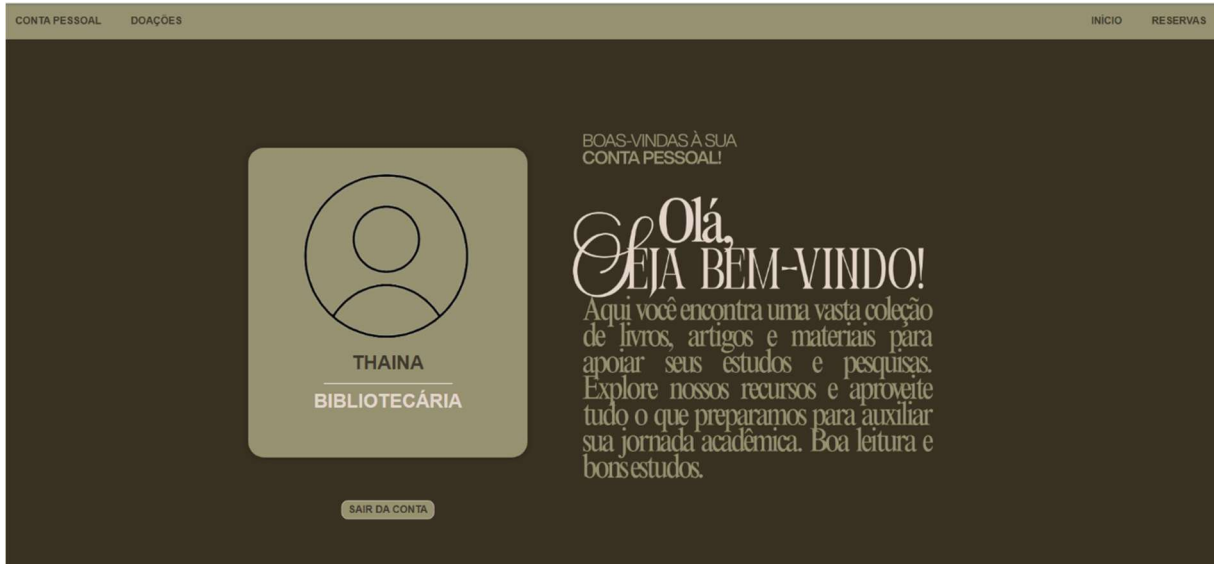 CONTA PESSOAL DOAÇÕES INÍCIO RESERVAS
THAINA
BIBLIOTECÁRIA
SAIR DA CONTA
BOAS-VINDAS À SUA
CONTA PESSOAL!
Olá,
SEJA BEM-VINDO!
Aqui você encontra uma vasta coleção
de livros, artigos e materiais para
apoiar seus estudos e pesquisas.
Explore nossos recursos e aproveite
tudo o que preparamos para auxiliar
sua jornada acadêmica. Boa leitura e
bons estudos.